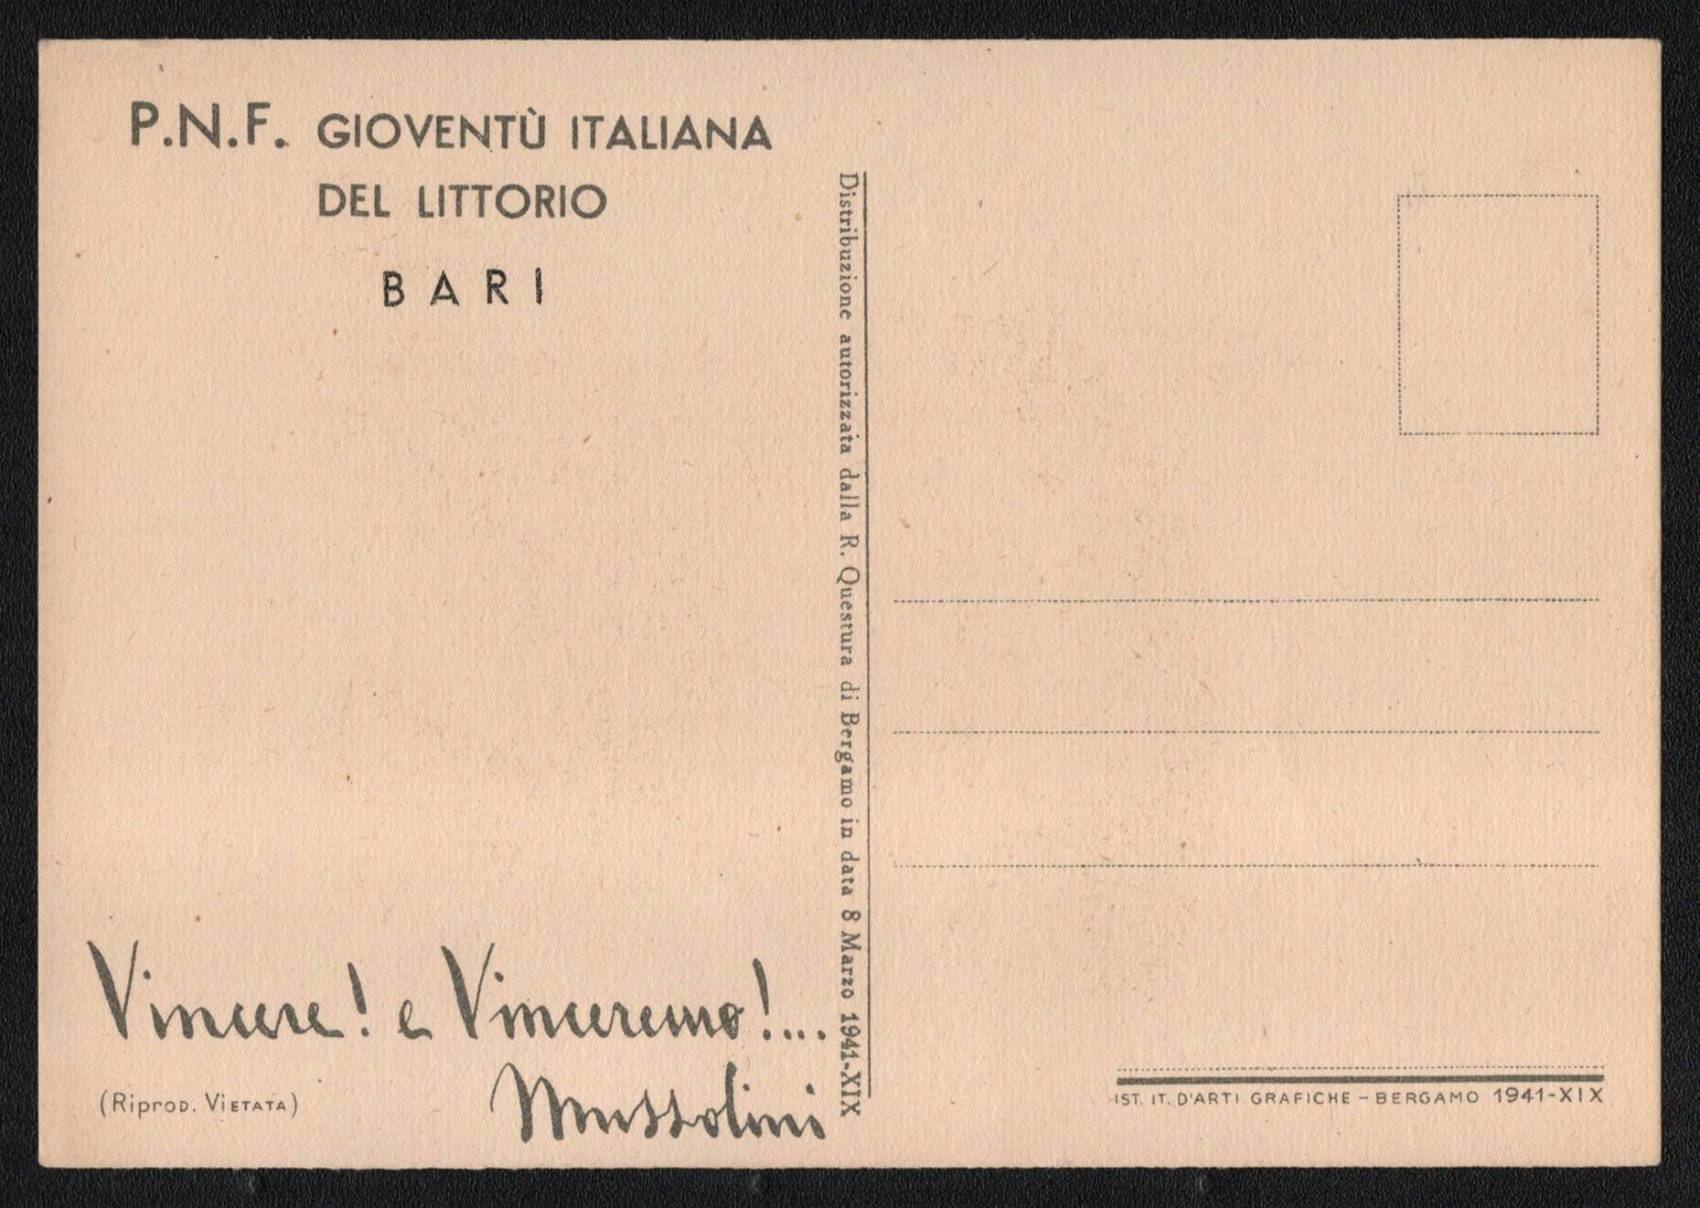 P.N.F. GIOVENTÙ ITALIANA
DEL LITTORIO
BARI
Vincere! e Vinceremo!...
Mussolini
(Riprod. Vietata)
Distribuzione autorizzata dalla R. Questura di Bergamo in data 8 Marzo 1941-XIX
IST. IT. D'ARTI GRAFICHE - BERGAMO 1941-XIX